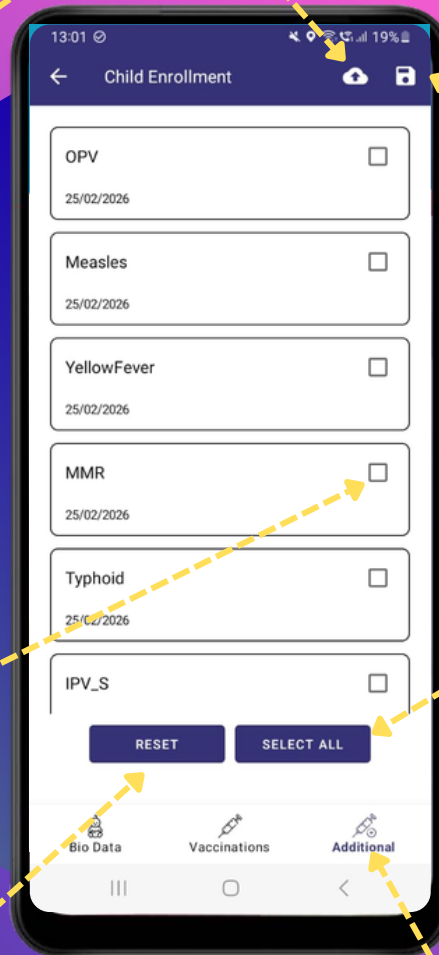 13:01 19%
Child Enrollment
OPV
25/02/2026
Measles
25/02/2026
YellowFever
25/02/2026
MMR
25/02/2026
Typhoid
25/02/2026
IPV_S
RESET SELECT ALL
Bio Data Vaccinations Additional